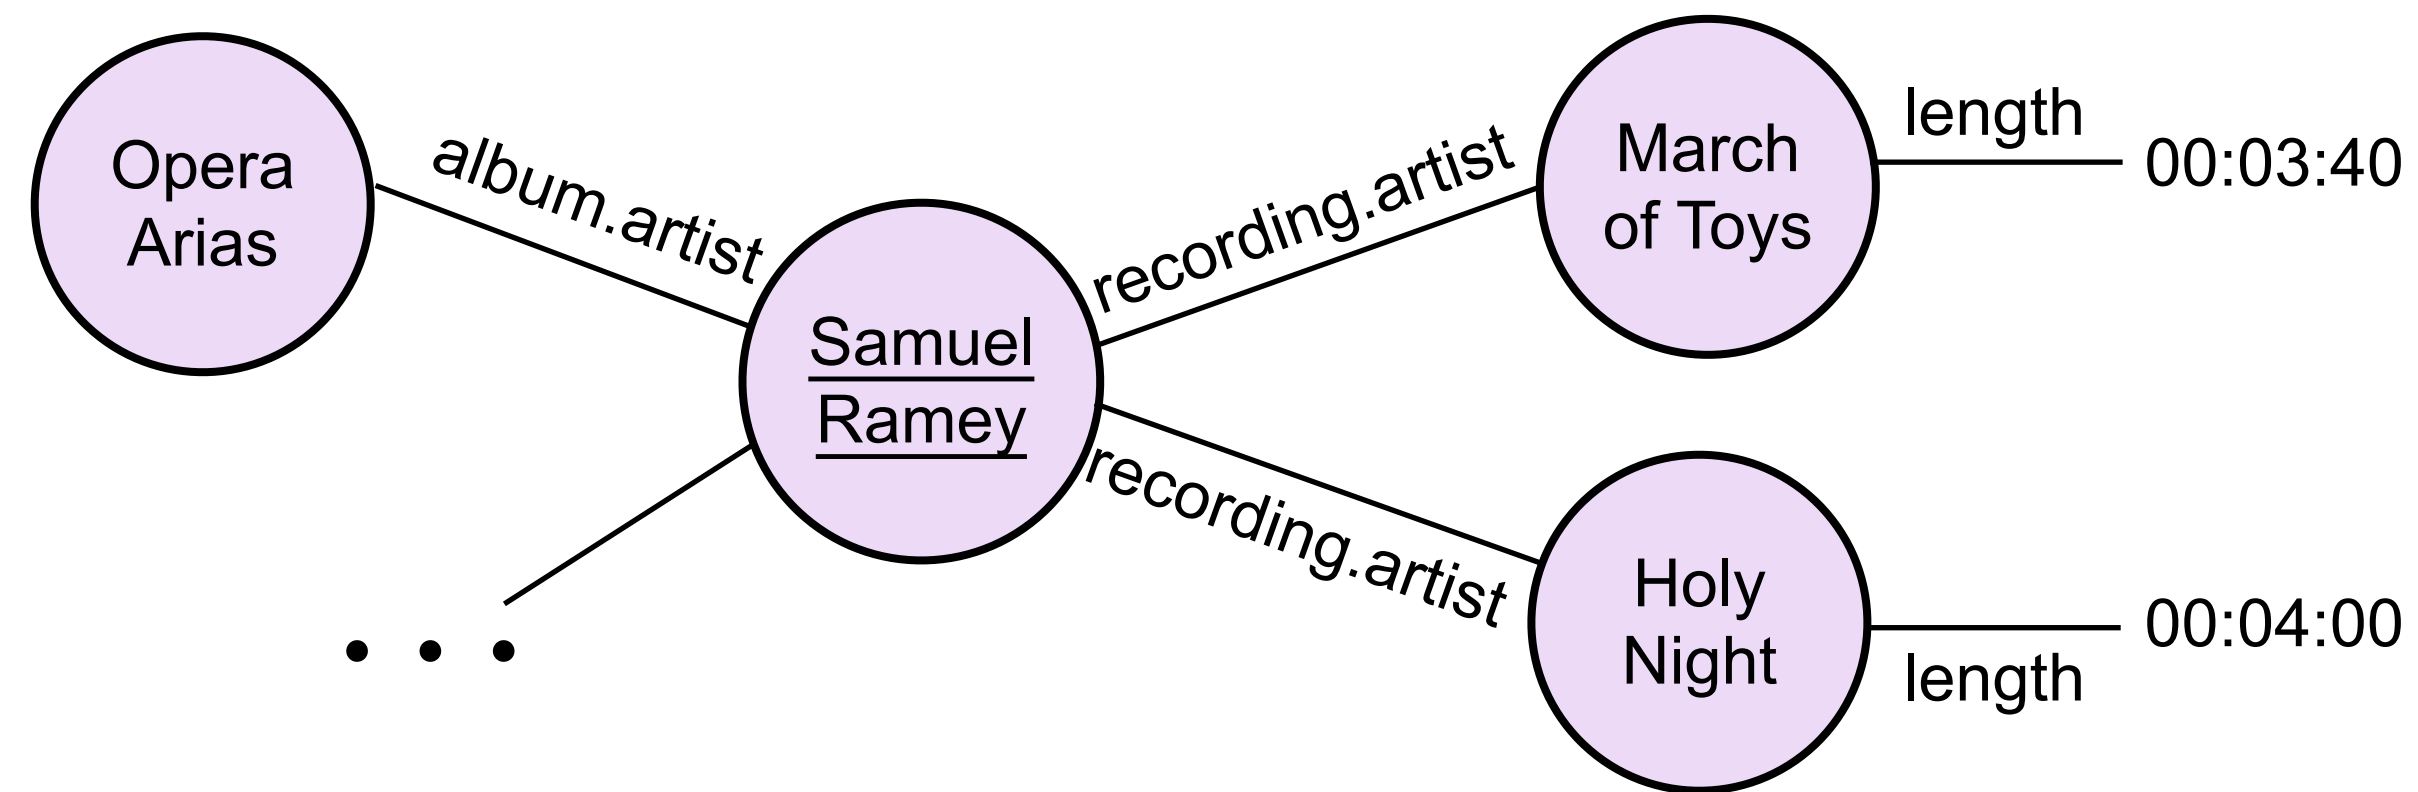 Opera
Arias
album.artist
Samuel
Ramey
recording.artist
March
of Toys
length
00:03:40
recording.artist
Holy
Night
length
00:04:00